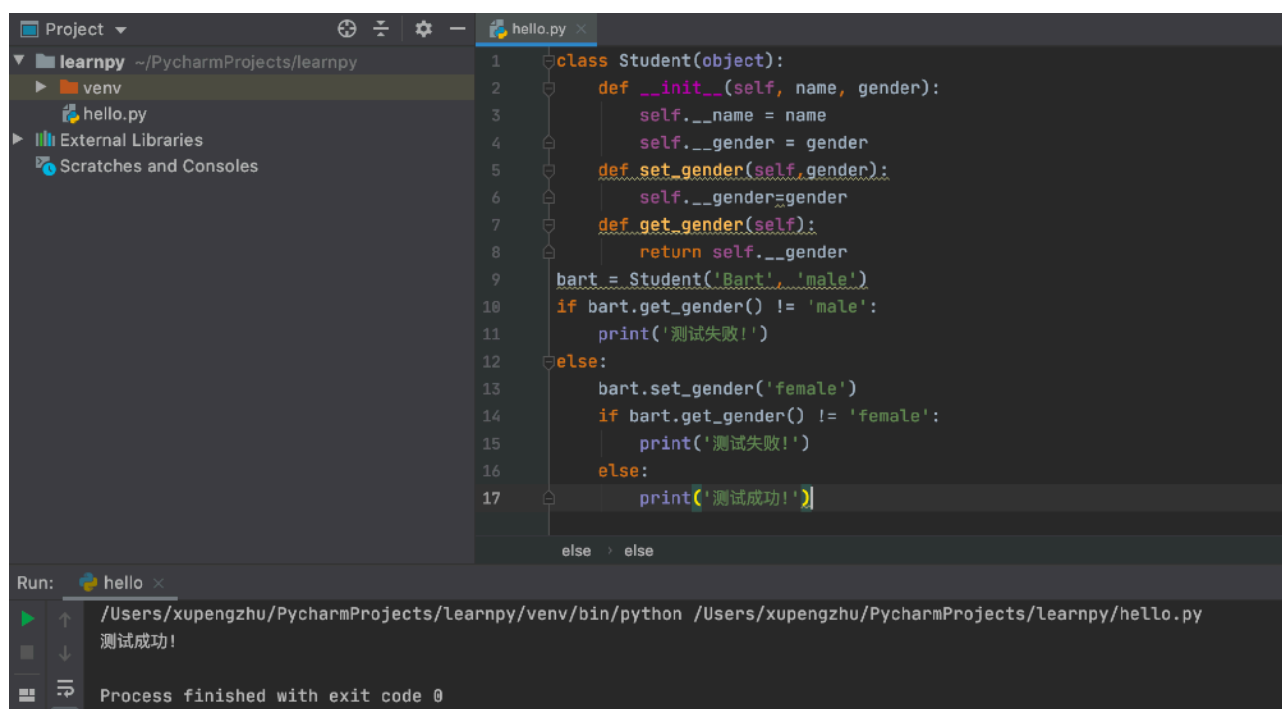 Project
hello.py
learnpy ~/PycharmProjects/learnpy
venv
hello.py
External Libraries
Scratches and Consoles
1 class Student(object):
2 def __init__(self, name, gender):
3 self.__name = name
4 self.__gender = gender
5 def set_gender(self,gender):
6 self.__gender=gender
7 def get_gender(self):
8 return self.__gender
9 bart = Student('Bart', 'male')
10 if bart.get_gender() != 'male':
11 print('测试失败!')
12 else:
13 bart.set_gender('female')
14 if bart.get_gender() != 'female':
15 print('测试失败!')
16 else:
17 print('测试成功!')
else › else
Run: hello
/Users/xupengzhu/PycharmProjects/learnpy/venv/bin/python /Users/xupengzhu/PycharmProjects/learnpy/hello.py
测试成功!
Process finished with exit code 0